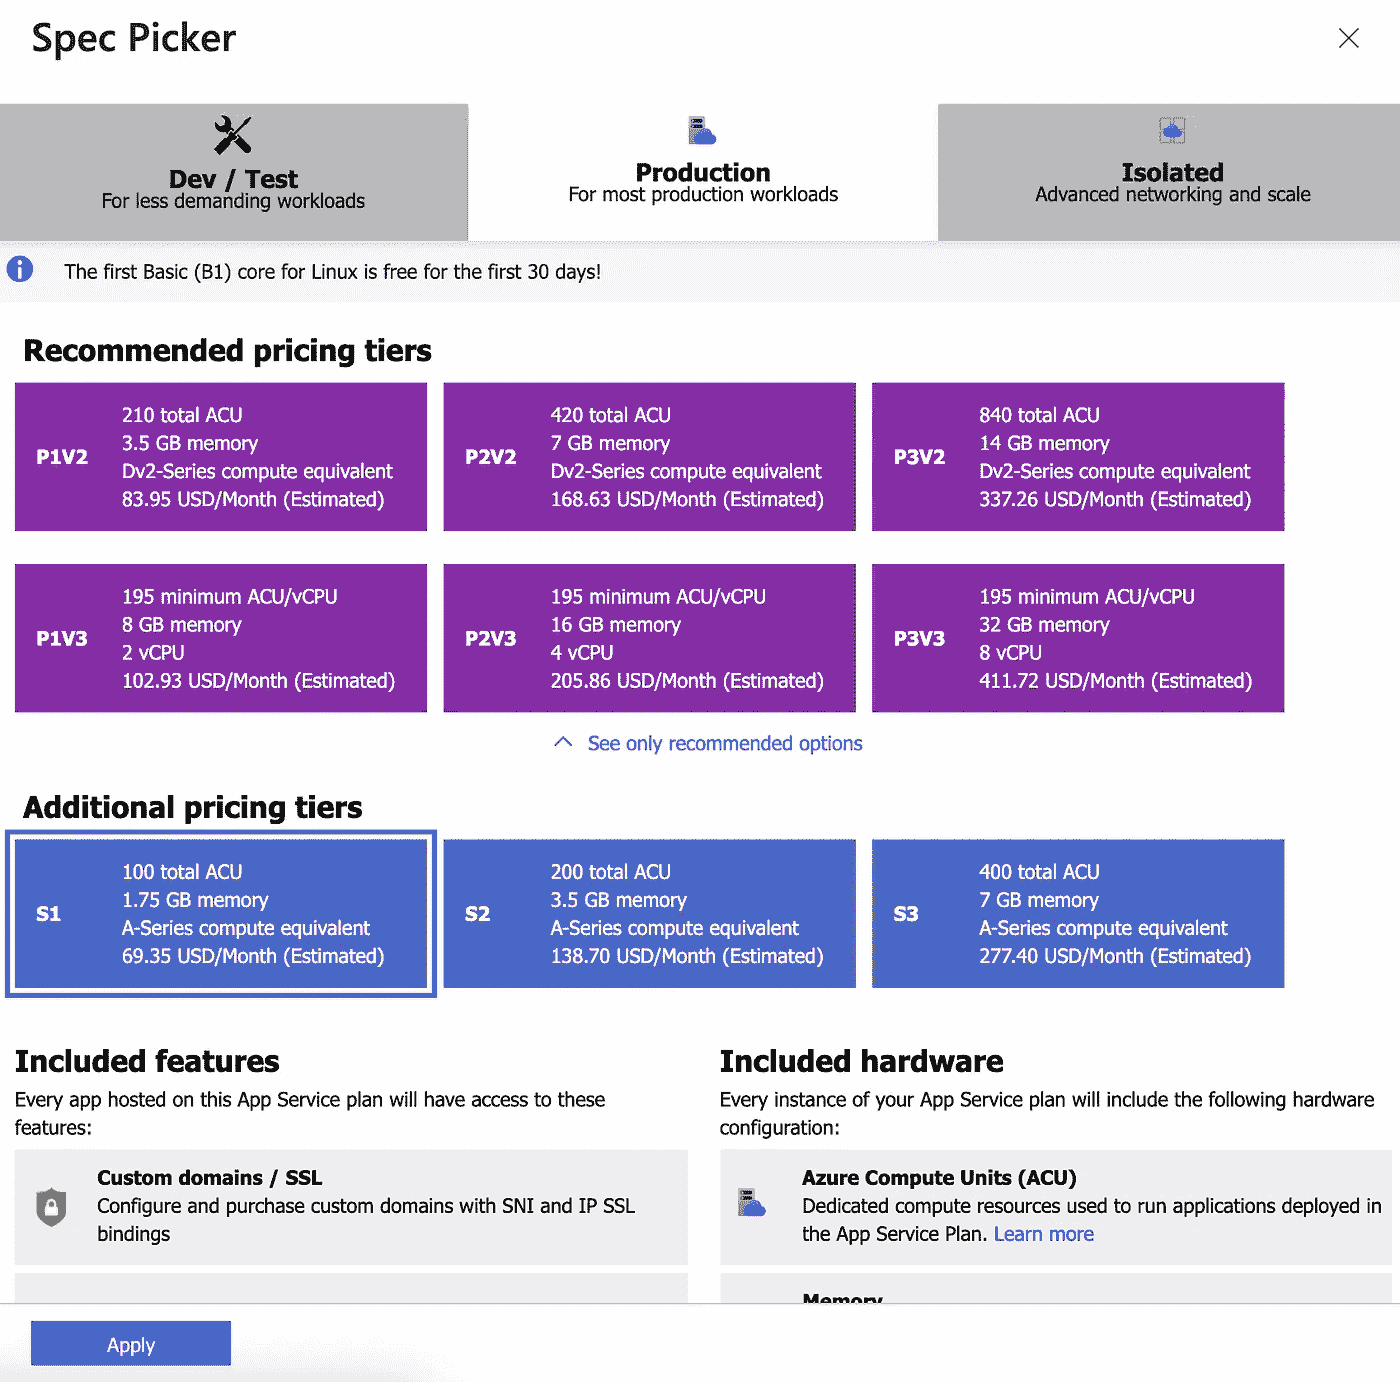 Spec Picker
Dev / Test
For less demanding workloads
Production
For most production workloads
Isolated
Advanced networking and scale
The first Basic (B1) core for Linux is free for the first 30 days!
Recommended pricing tiers
P1V2
210 total ACU
3.5 GB memory
Dv2-Series compute equivalent
83.95 USD/Month (Estimated)
P2V2
420 total ACU
7 GB memory
Dv2-Series compute equivalent
168.63 USD/Month (Estimated)
P3V2
840 total ACU
14 GB memory
Dv2-Series compute equivalent
337.26 USD/Month (Estimated)
P1V3
195 minimum ACU/vCPU
8 GB memory
2 vCPU
102.93 USD/Month (Estimated)
P2V3
195 minimum ACU/vCPU
16 GB memory
4 vCPU
205.86 USD/Month (Estimated)
P3V3
195 minimum ACU/vCPU
32 GB memory
8 vCPU
411.72 USD/Month (Estimated)
See only recommended options
Additional pricing tiers
S1
100 total ACU
1.75 GB memory
A-Series compute equivalent
69.35 USD/Month (Estimated)
S2
200 total ACU
3.5 GB memory
A-Series compute equivalent
138.70 USD/Month (Estimated)
S3
400 total ACU
7 GB memory
A-Series compute equivalent
277.40 USD/Month (Estimated)
Included features
Every app hosted on this App Service plan will have access to these
features:
Custom domains / SSL
Configure and purchase custom domains with SNI and IP SSL
bindings
Included hardware
Every instance of your App Service plan will include the following hardware
configuration:
Azure Compute Units (ACU)
Dedicated compute resources used to run applications deployed in
the App Service Plan. Learn more
Memory
Apply